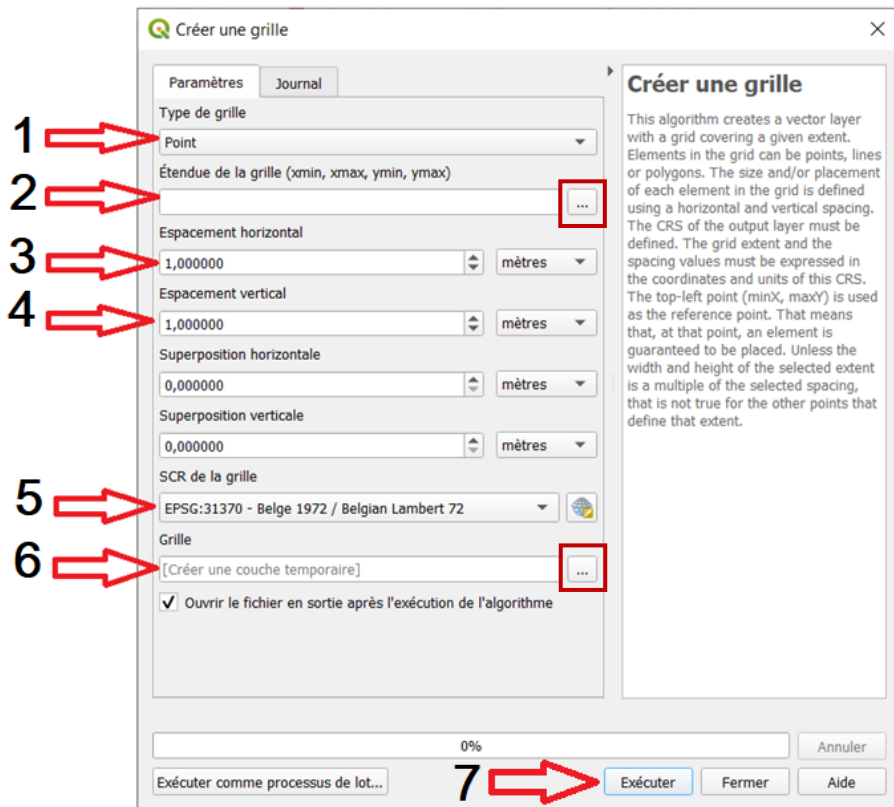 Créer une grille
Paramètres
Journal
1
Type de grille
Point
2
Étendue de la grille (xmin, xmax, ymin, ymax)
...
3
Espacement horizontal
1,000000
mètres
4
Espacement vertical
1,000000
mètres
Superposition horizontale
0,000000
mètres
Superposition verticale
0,000000
mètres
5
SCR de la grille
EPSG:31370 - Belge 1972 / Belgian Lambert 72
6
Grille
[Créer une couche temporaire]
...
Ouvrir le fichier en sortie après l'exécution de l'algorithme
Créer une grille
This algorithm creates a vector layer
with a grid covering a given extent.
Elements in the grid can be points, lines
or polygons. The size and/or placement
of each element in the grid is defined
using a horizontal and vertical spacing.
The CRS of the output layer must be
defined. The grid extent and the
spacing values must be expressed in
the coordinates and units of this CRS.
The top-left point (minX, maxY) is used
as the reference point. That means
that, at that point, an element is
guaranteed to be placed. Unless the
width and height of the selected extent
is a multiple of the selected spacing,
that is not true for the other points that
define that extent.
0%
Annuler
Exécuter comme processus de lot...
7
Exécuter
Fermer
Aide